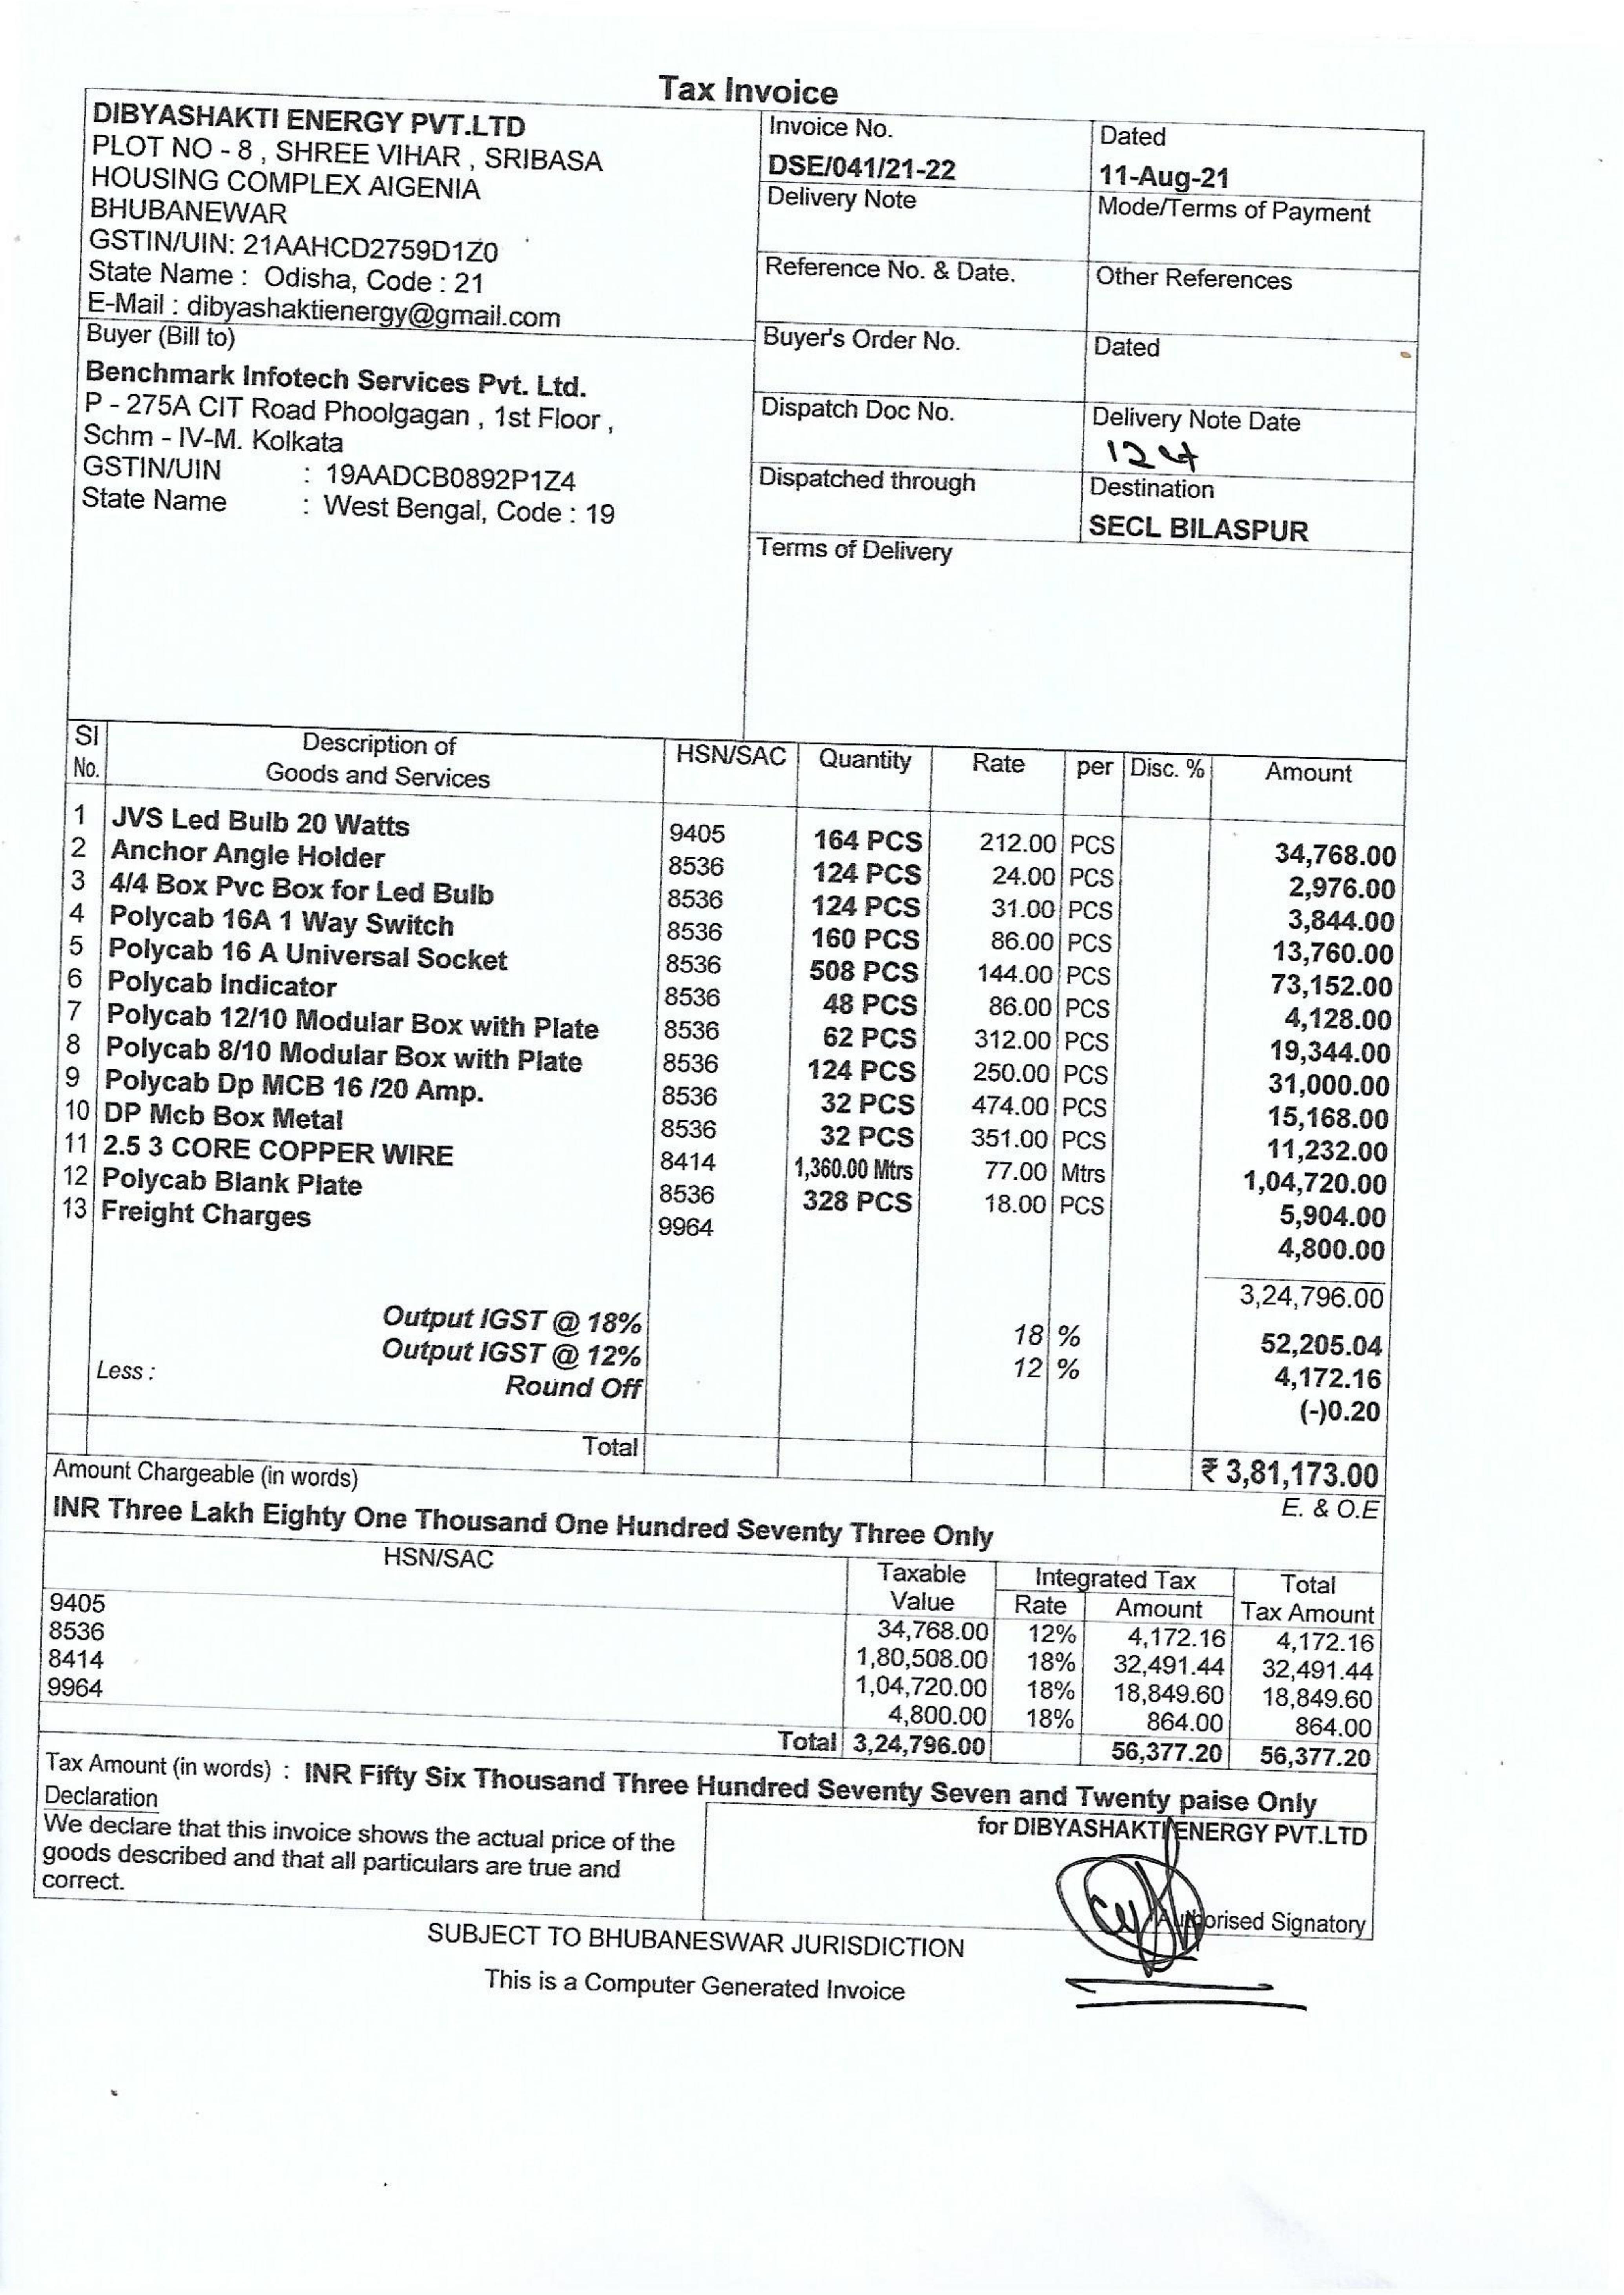 Tax Invoice
DIBYASHAKTI ENERGY PVT.LTD
PLOT NO - 8 , SHREE VIHAR , SRIBASA
HOUSING COMPLEX AIGENIA
BHUBANEWAR
GSTIN/UIN: 21AAHCD2759D1Z0
State Name : Odisha, Code : 21
E-Mail : dibyashaktienergy@gmail.com
Invoice No. Dated
DSE/041/21-22 11-Aug-21
Delivery Note Mode/Terms of Payment
Reference No. & Date. Other References
Buyer (Bill to)
Benchmark Infotech Services Pvt. Ltd.
P - 275A CIT Road Phoolgagan , 1st Floor ,
Schm - IV-M. Kolkata
GSTIN/UIN : 19AADCB0892P1Z4
State Name : West Bengal, Code : 19
Buyer's Order No. Dated
Dispatch Doc No. Delivery Note Date
124
Dispatched through Destination
SECL BILASPUR
Terms of Delivery
Sl No. Description of Goods and Services HSN/SAC Quantity Rate per Disc. % Amount
1 JVS Led Bulb 20 Watts 9405 164 PCS 212.00 PCS 34,768.00
2 Anchor Angle Holder 8536 124 PCS 24.00 PCS 2,976.00
3 4/4 Box Pvc Box for Led Bulb 8536 124 PCS 31.00 PCS 3,844.00
4 Polycab 16A 1 Way Switch 8536 160 PCS 86.00 PCS 13,760.00
5 Polycab 16 A Universal Socket 8536 508 PCS 144.00 PCS 73,152.00
6 Polycab Indicator 8536 48 PCS 86.00 PCS 4,128.00
7 Polycab 12/10 Modular Box with Plate 8536 62 PCS 312.00 PCS 19,344.00
8 Polycab 8/10 Modular Box with Plate 8536 124 PCS 250.00 PCS 31,000.00
9 Polycab Dp MCB 16 /20 Amp. 8536 32 PCS 474.00 PCS 15,168.00
10 DP Mcb Box Metal 8536 32 PCS 351.00 PCS 11,232.00
11 2.5 3 CORE COPPER WIRE 8414 1,360.00 Mtrs 77.00 Mtrs 1,04,720.00
12 Polycab Blank Plate 8536 328 PCS 18.00 PCS 5,904.00
13 Freight Charges 9964 4,800.00
3,24,796.00
Output IGST @ 18% 18 % 52,205.04
Output IGST @ 12% 12 % 4,172.16
Less : Round Off (-)0.20
Total ₹ 3,81,173.00
Amount Chargeable (in words) E. & O.E
INR Three Lakh Eighty One Thousand One Hundred Seventy Three Only
HSN/SAC Taxable Value Integrated Tax Rate Amount Total Tax Amount
9405 34,768.00 12% 4,172.16 4,172.16
8536 1,80,508.00 18% 32,491.44 32,491.44
8414 1,04,720.00 18% 18,849.60 18,849.60
9964 4,800.00 18% 864.00 864.00
Total 3,24,796.00 56,377.20 56,377.20
Tax Amount (in words) : INR Fifty Six Thousand Three Hundred Seventy Seven and Twenty paise Only
Declaration
We declare that this invoice shows the actual price of the
goods described and that all particulars are true and
correct.
for DIBYASHAKTI ENERGY PVT.LTD
Authorised Signatory
SUBJECT TO BHUBANESWAR JURISDICTION
This is a Computer Generated Invoice